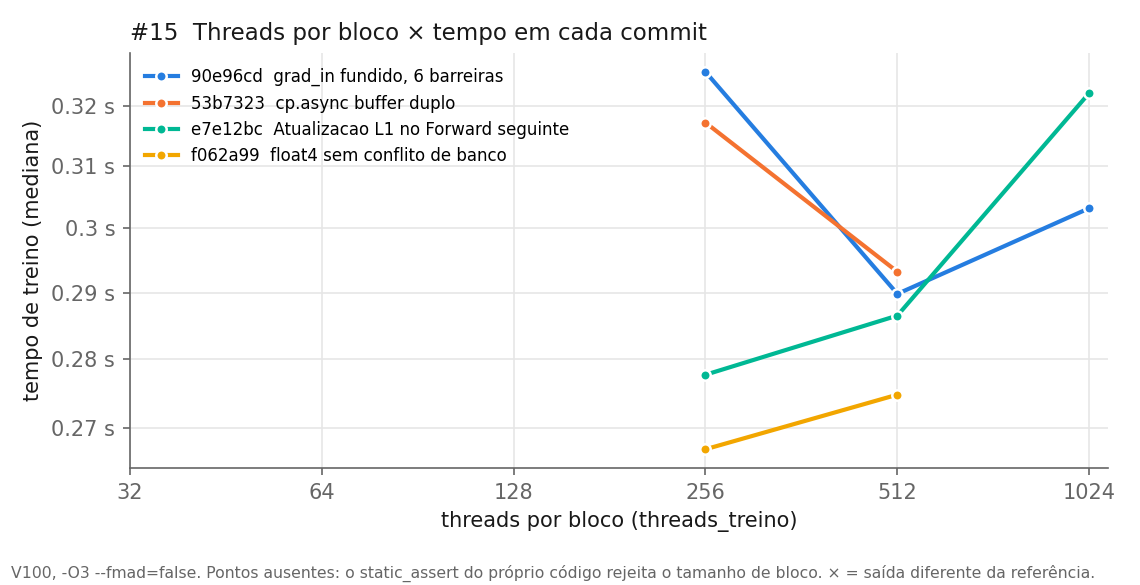 #15  Threads por bloco × tempo em cada commit
90e96cd  grad_in fundido, 6 barreiras
53b7323  cp.async buffer duplo
e7e12bc  Atualizacao L1 no Forward seguinte
f062a99  float4 sem conflito de banco
tempo de treino (mediana)
0.32 s
0.31 s
0.3 s
0.29 s
0.28 s
0.27 s
32 64 128 256 512 1024
threads por bloco (threads_treino)
V100, -O3 --fmad=false. Pontos ausentes: o static_assert do próprio código rejeita o tamanho de bloco. × = saída diferente da referência.